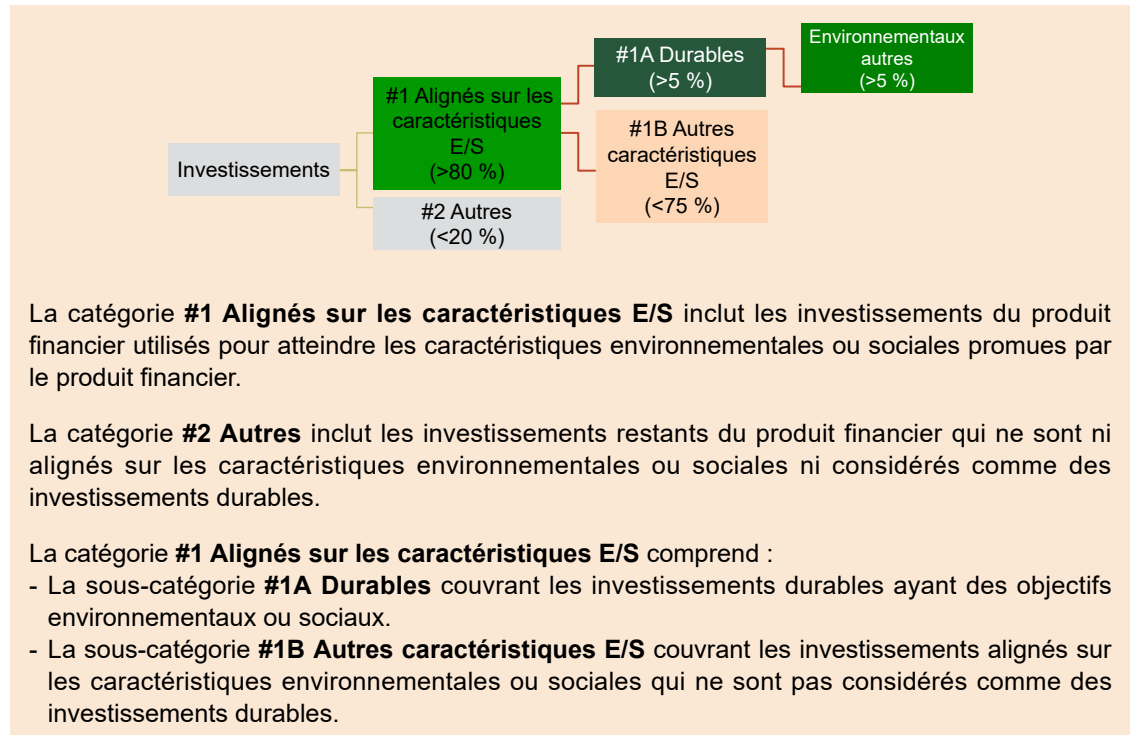 Investissements
#1 Alignés sur les
caractéristiques
E/S
(>80 %)
#2 Autres
(<20 %)
#1A Durables
(>5 %)
#1B Autres
caractéristiques
E/S
(<75 %)
Environnementaux
autres
(>5 %)
La catégorie #1 Alignés sur les caractéristiques E/S inclut les investissements du produit
financier utilisés pour atteindre les caractéristiques environnementales ou sociales promues par
le produit financier.
La catégorie #2 Autres inclut les investissements restants du produit financier qui ne sont ni
alignés sur les caractéristiques environnementales ou sociales ni considérés comme des
investissements durables.
La catégorie #1 Alignés sur les caractéristiques E/S comprend :
- La sous-catégorie #1A Durables couvrant les investissements durables ayant des objectifs
environnementaux ou sociaux.
- La sous-catégorie #1B Autres caractéristiques E/S couvrant les investissements alignés sur
les caractéristiques environnementales ou sociales qui ne sont pas considérés comme des
investissements durables.